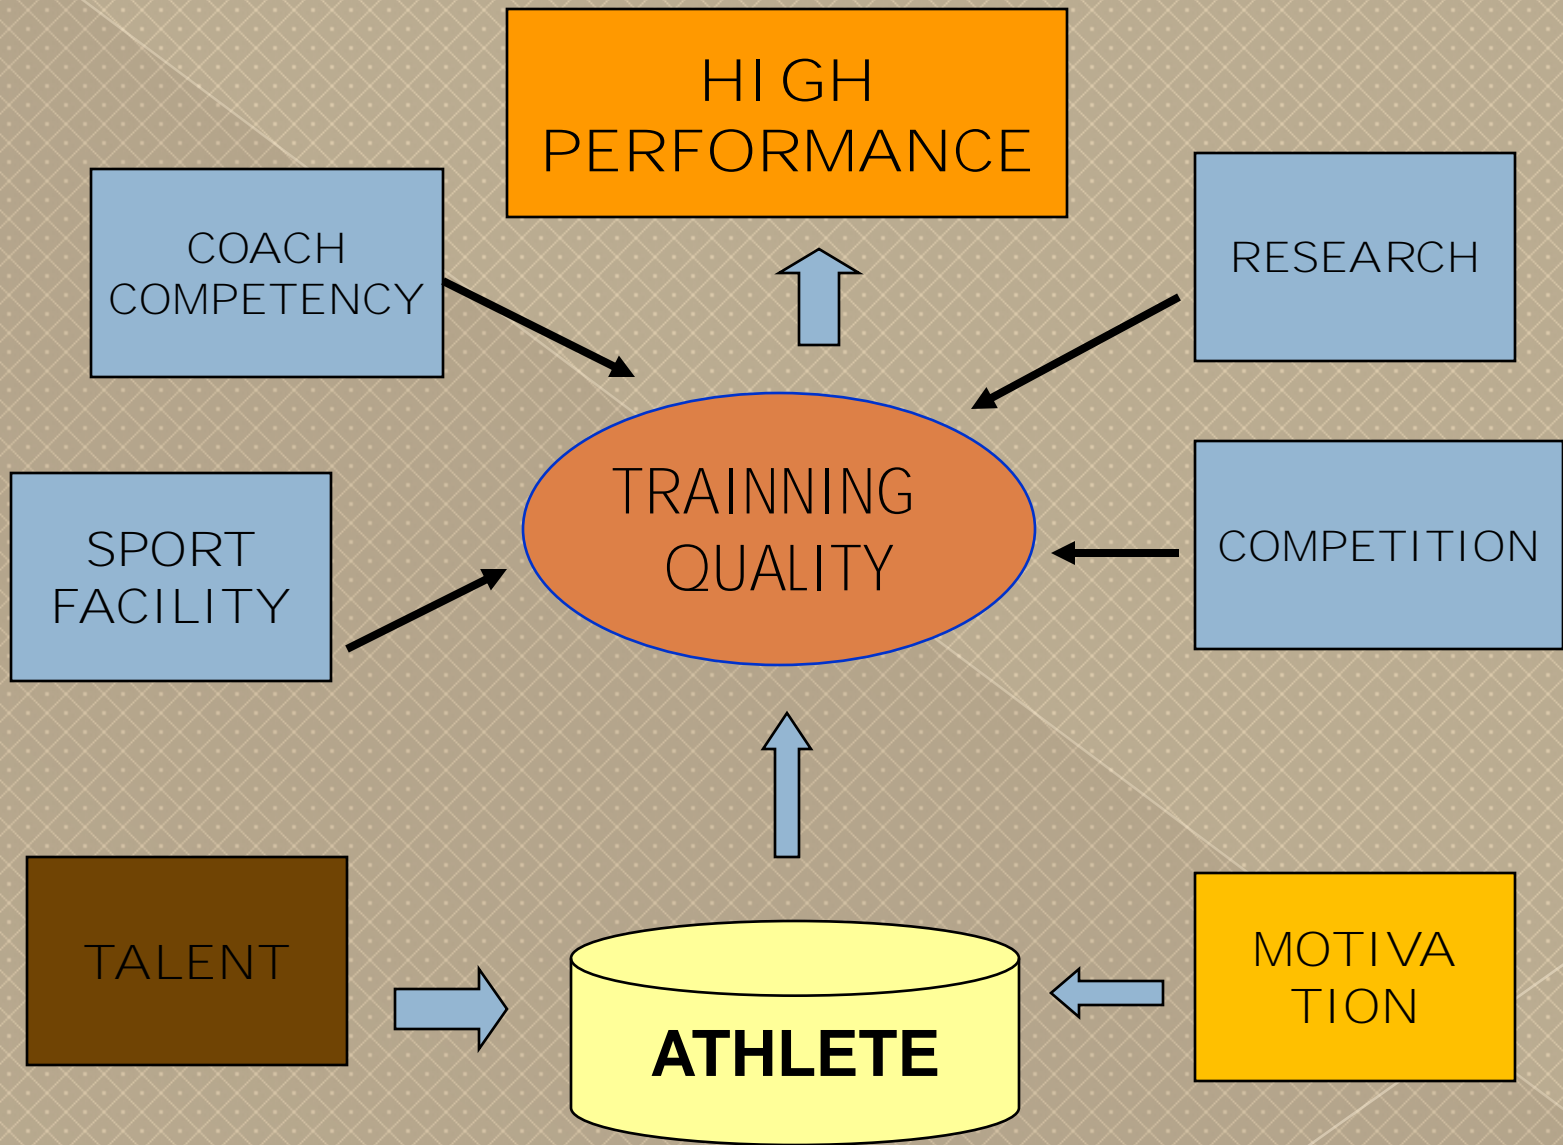 HIGH
PERFORMANCE
COACH
COMPETENCY
RESEARCH
TRAINNING
QUALITY
SPORT
FACILITY
COMPETITION
TALENT
ATHLETE
MOTIVA
TION